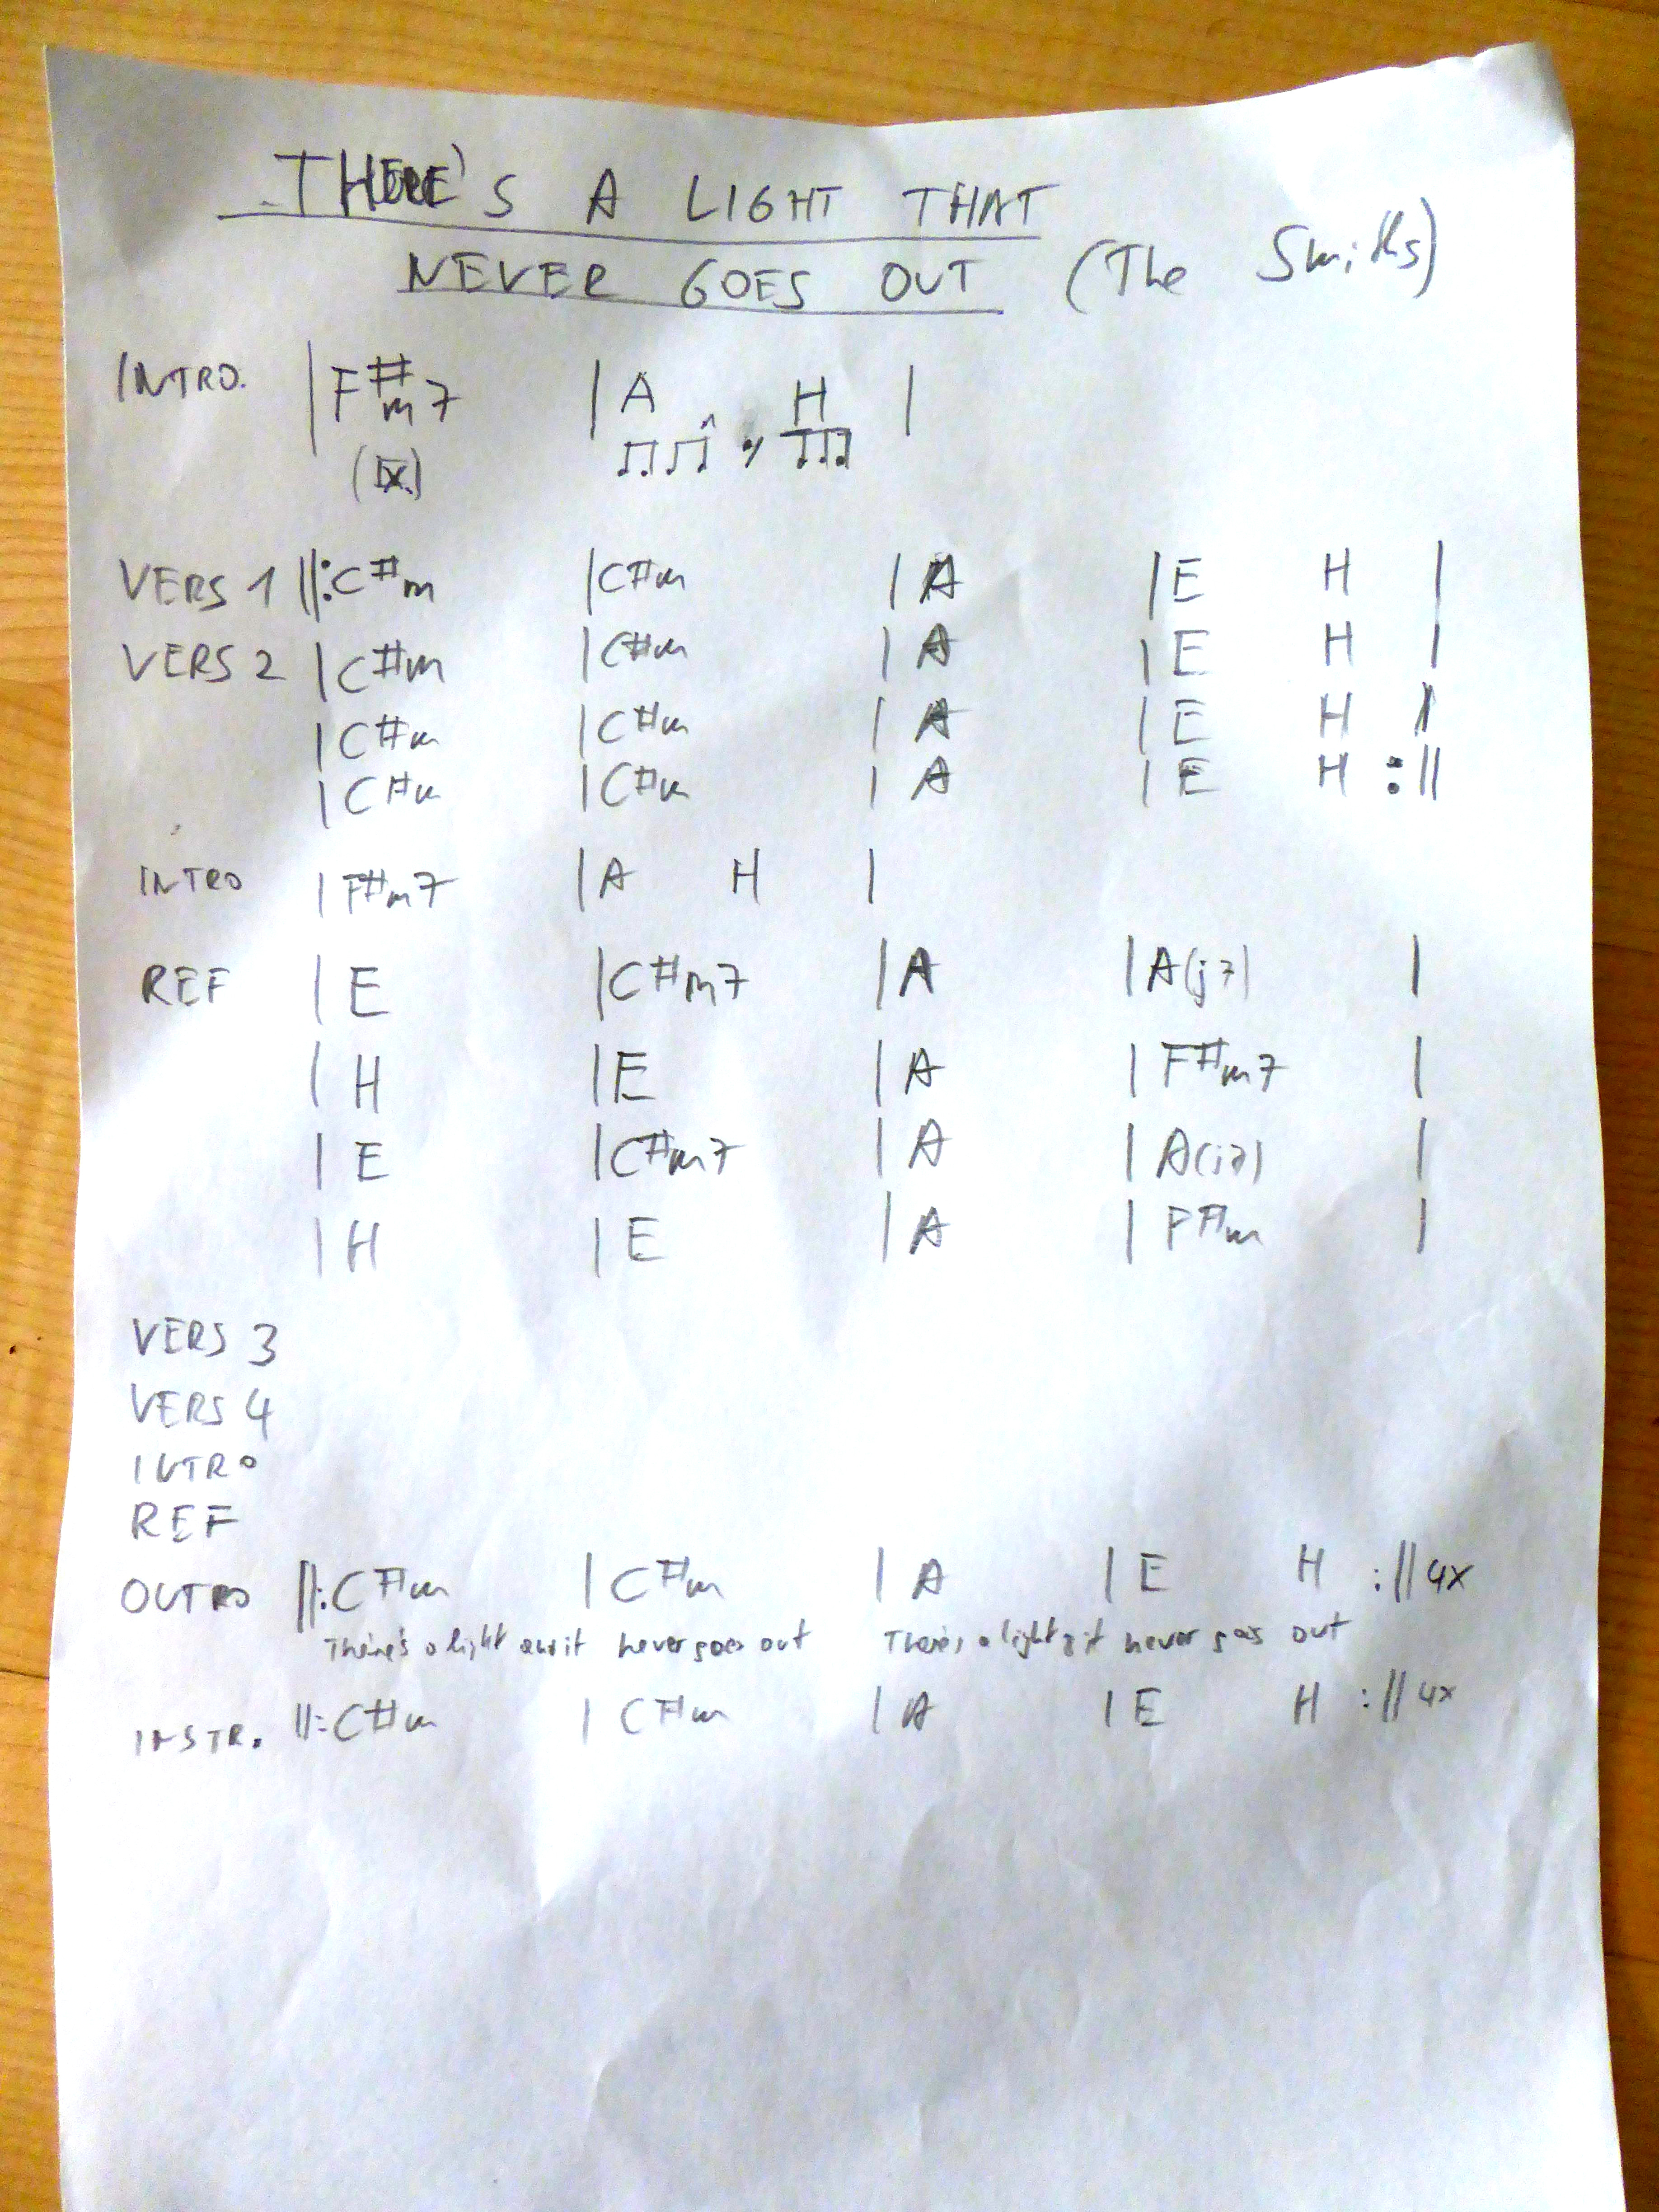 THERE'S A LIGHT THAT
NEVER GOES OUT (The Smiths)
INTRO. | F#m7 | A H |
(IX.)
VERS 1 ||: C#m | C#m | A | E H |
VERS 2 | C#m | C#m | A | E H |
| C#m | C#m | A | E H |
| C#m | C#m | A | E H :||
INTRO | F#m7 | A H |
REF | E | C#m7 | A | A(j7) |
| H | E | A | F#m7 |
| E | C#m7 | A | A(j7) |
| H | E | A | F#m |
VERS 3
VERS 4
INTRO
REF
OUTRO ||: C#m | C#m | A | E H :|| 4x
There's a light and it never goes out There's a light & it never goes out
INSTR. ||: C#m | C#m | A | E H :|| 4x